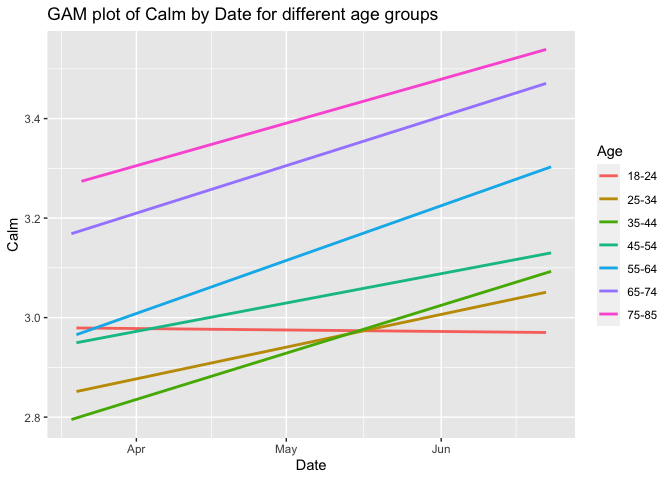 GAM plot of Calm by Date for different age groups
3.4
3.2
3.0
2.8
Calm
Apr
May
Jun
Date
Age
18-24
25-34
35-44
45-54
55-64
65-74
75-85